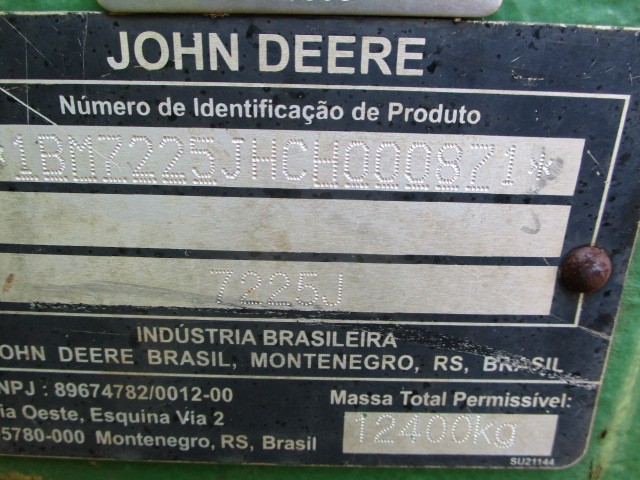 JOHN DEERE
Número de Identificação de Produto
*1BM7225JHCH000871*
7225J
INDÚSTRIA BRASILEIRA
OHN DEERE BRASIL, MONTENEGRO, RS, BRASIL
NPJ : 89674782/0012-00
ia Oeste, Esquina Via 2
5780-000 Montenegro, RS, Brasil
Massa Total Permissível:
12400kg
SU21144